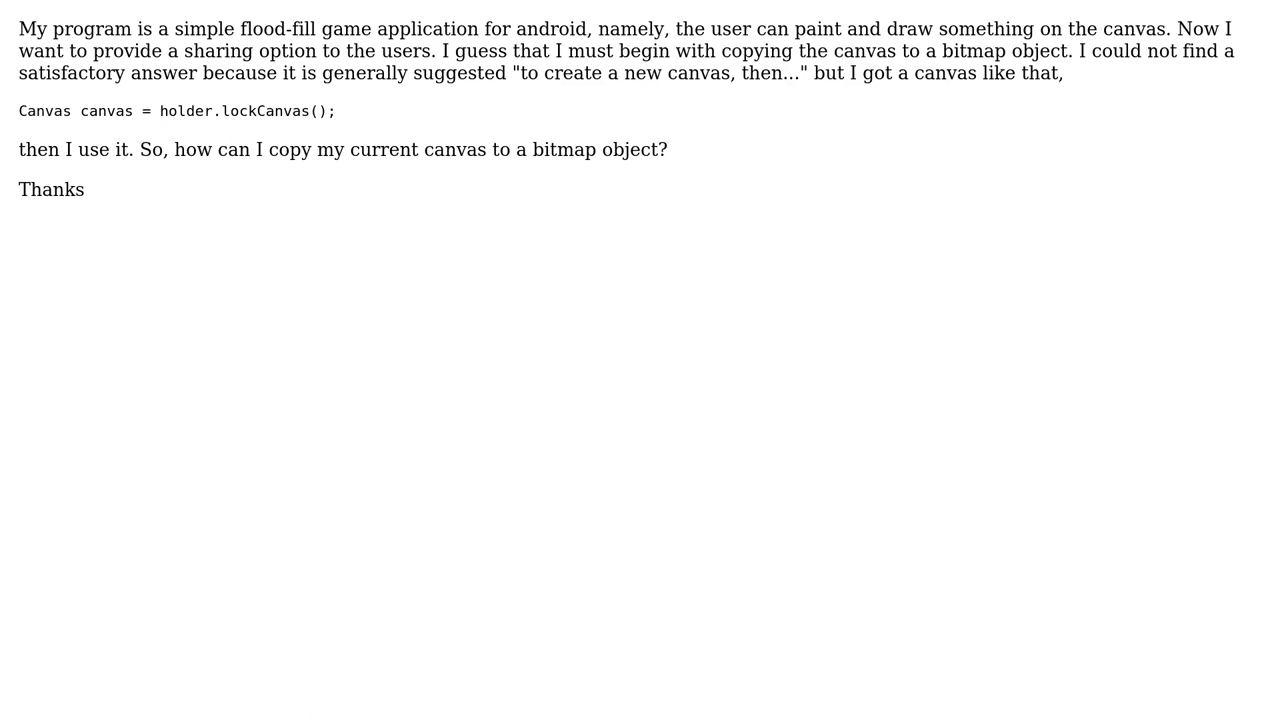 My program is a simple flood-fill game application for android, namely, the user can paint and draw something on the canvas. Now I
want to provide a sharing option to the users. I guess that I must begin with copying the canvas to a bitmap object. I could not find a
satisfactory answer because it is generally suggested "to create a new canvas, then..." but I got a canvas like that,
Canvas canvas = holder.lockCanvas();
then I use it. So, how can I copy my current canvas to a bitmap object?
Thanks